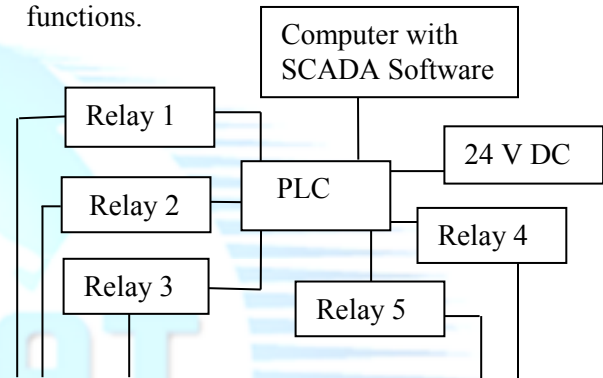 functions.
Computer with
SCADA Software
Relay 1
24 V DC
PLC
Relay 2
Relay 4
Relay 3
Relay 5